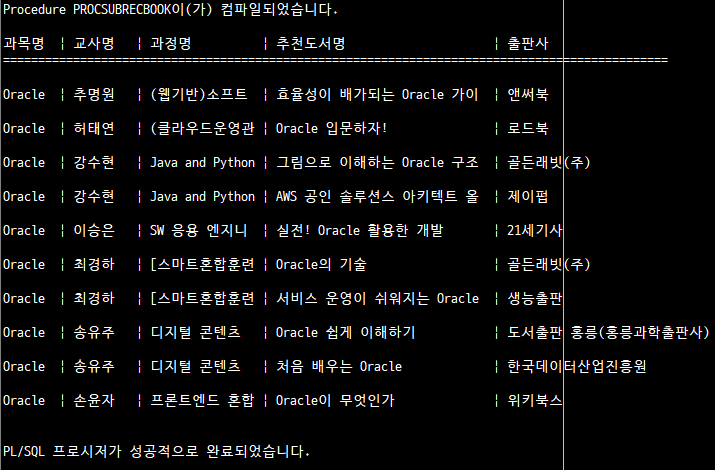 Procedure PROCSUBRECBOOK이(가) 컴파일되었습니다.
과목명 ¦ 교사명 ¦ 과정명 ¦ 추천도서명 ¦ 출판사
===============================================================================================
Oracle ¦ 추명원 ¦ (웹기반)소프트 ¦ 효율성이 배가되는 Oracle 가이 ¦ 앤써북
Oracle ¦ 허태연 ¦ (클라우드운영관 ¦ Oracle 입문하자! ¦ 로드북
Oracle ¦ 강수현 ¦ Java and Python ¦ 그림으로 이해하는 Oracle 구조 ¦ 골든래빗(주)
Oracle ¦ 강수현 ¦ Java and Python ¦ AWS 공인 솔루션스 아키텍트 올 ¦ 제이펍
Oracle ¦ 이승은 ¦ SW 응용 엔지니 ¦ 실전! Oracle 활용한 개발 ¦ 21세기사
Oracle ¦ 최경하 ¦ [스마트혼합훈련 ¦ Oracle의 기술 ¦ 골든래빗(주)
Oracle ¦ 최경하 ¦ [스마트혼합훈련 ¦ 서비스 운영이 쉬워지는 Oracle ¦ 생능출판
Oracle ¦ 송유주 ¦ 디지털 콘텐츠 ¦ Oracle 쉽게 이해하기 ¦ 도서출판 홍릉(홍릉과학출판사)
Oracle ¦ 송유주 ¦ 디지털 콘텐츠 ¦ 처음 배우는 Oracle ¦ 한국데이터산업진흥원
Oracle ¦ 손윤자 ¦ 프론트엔드 혼합 ¦ Oracle이 무엇인가 ¦ 위키북스
PL/SQL 프로시저가 성공적으로 완료되었습니다.